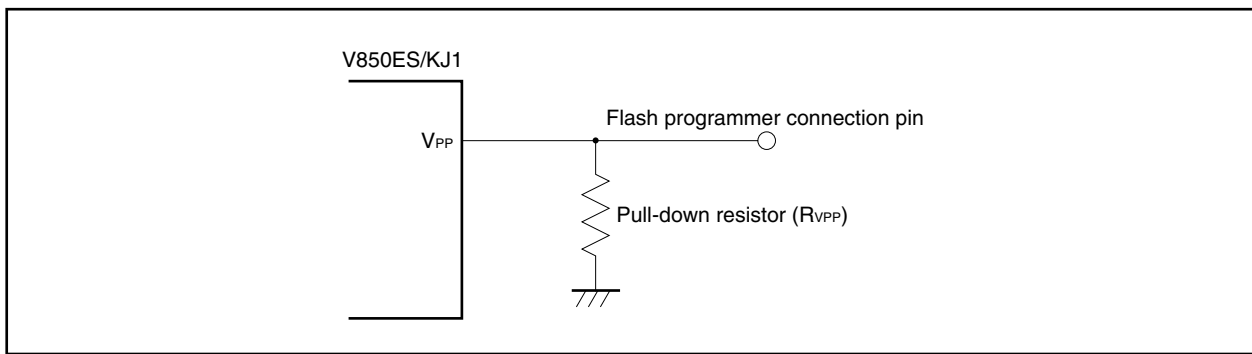 V850ES/KJ1
Flash programmer connection pin
VPP
Pull-down resistor (RVPP)